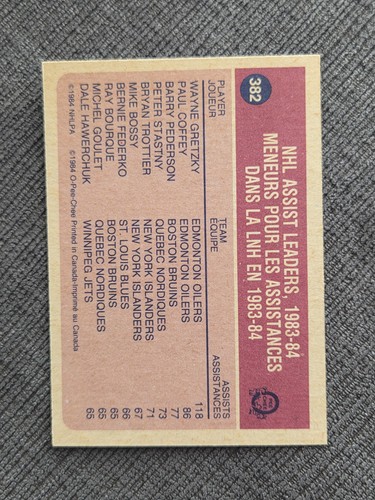 382
NHL ASSIST LEADERS, 1983-84
MENEURS POUR LES ASSISTANCES
DANS LA LNH EN 1983-84
PLAYER TEAM ASSISTS
JOUEUR ÉQUIPE ASSISTANCES
WAYNE GRETZKY EDMONTON OILERS 118
PAUL COFFEY EDMONTON OILERS 86
BARRY PEDERSON BOSTON BRUINS 77
PETER STASTNY QUEBEC NORDIQUES 73
BRYAN TROTTIER NEW YORK ISLANDERS 71
MIKE BOSSY NEW YORK ISLANDERS 67
BERNIE FEDERKO ST. LOUIS BLUES 66
RAY BOURQUE BOSTON BRUINS 65
MICHEL GOULET QUEBEC NORDIQUES 65
DALE HAWERCHUK WINNIPEG JETS 65
©1984 NHLPA ©1984 O-Pee-Chee Printed in Canada-Imprimé au Canada